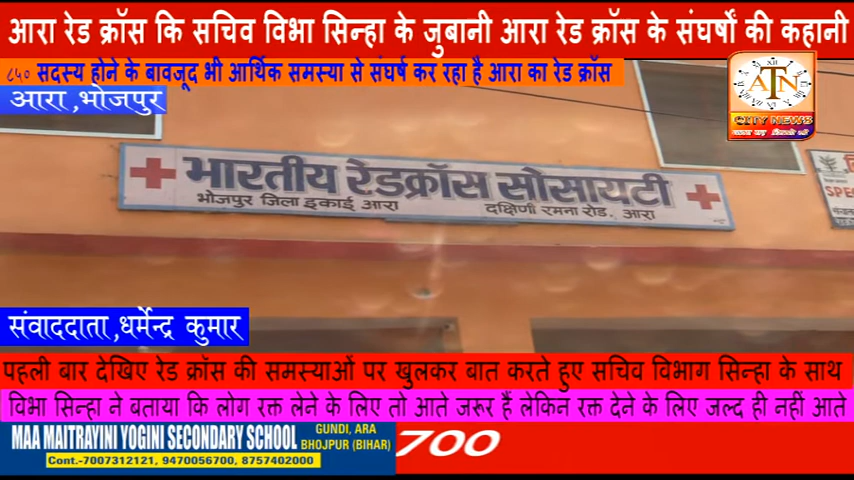 आरा रेड क्रॉस कि सचिव विभा सिन्हा के जुबानी आरा रेड क्रॉस के संघर्षों की कहानी
८५० सदस्य होने के बावजूद भी आर्थिक समस्या से संघर्ष कर रहा है आरा का रेड क्रॉस
आरा ,भोजपुर
ATN
CITY NEWS
भारतीय रेडक्रॉस सोसायटी
भोजपुर जिला इकाई आरा
दक्षिणी रमना रोड, आरा
SPE
संवाददाता ,धर्मेन्द्र कुमार
पहली बार देखिए रेड क्रॉस की समस्याओं पर खुलकर बात करते हुए सचिव विभाग सिन्हा के साथ
विभा सिन्हा ने बताया कि लोग रक्त लेने के लिए तो आते जरूर हैं लेकिन रक्त देने के लिए जल्द ही नहीं आते
MAA MAITRAYINI YOGINI SECONDARY SCHOOL
GUNDI, ARA
BHOJPUR (BIHAR)
Cont.-7007312121, 9470056700, 8757402000
700